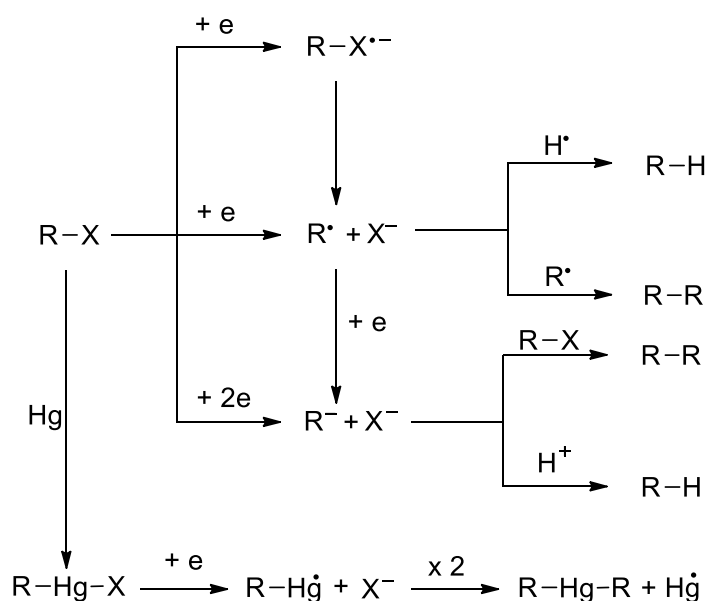 + e
R–X•–
H•
R–H
+ e
R–X
R• + X–
R•
R–R
+ e
R–X
R–R
+ 2e
R– + X–
Hg
H+
R–H
+ e
x 2
R–Hg–X
R–Hg• + X–
R–Hg–R + Hg•